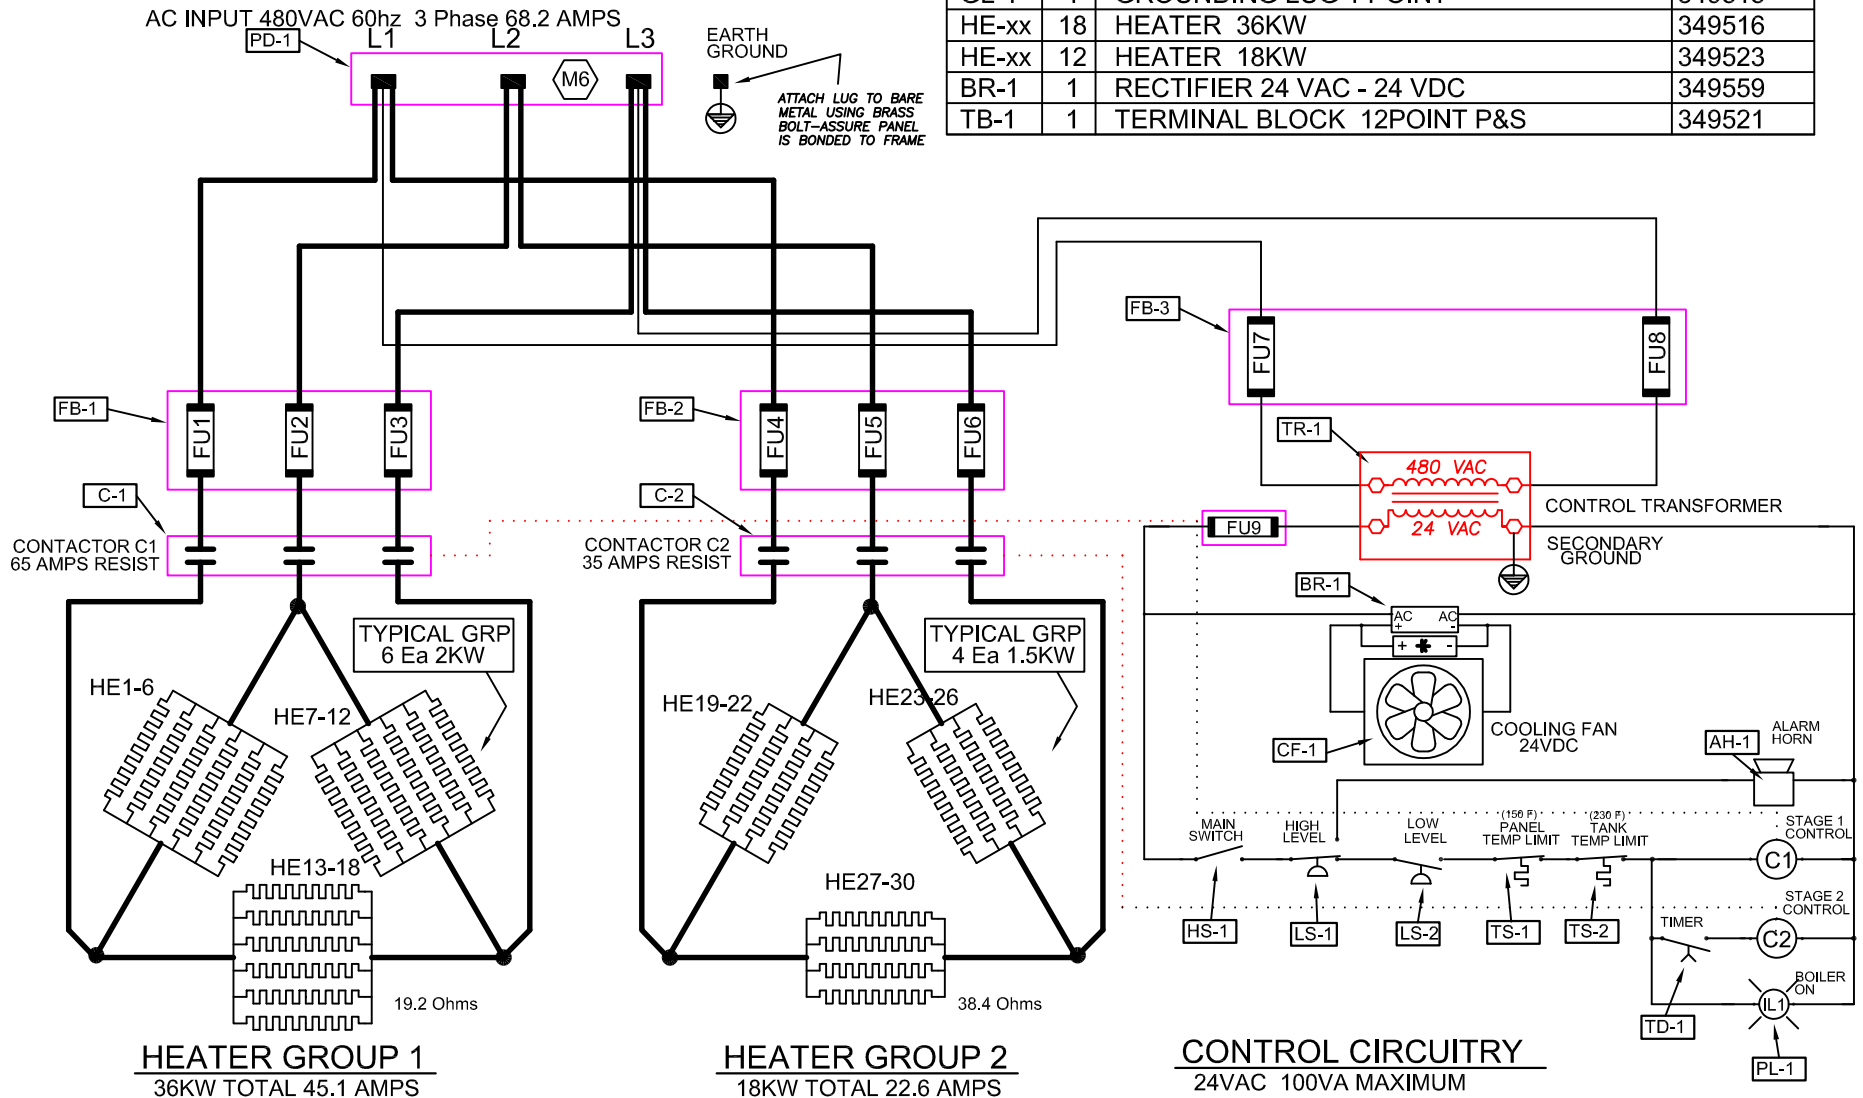 AC INPUT 480VAC 60hz 3 Phase 68.2 AMPS
PD-1
L1
L2
L3
M6
EARTH
GROUND
ATTACH LUG TO BARE
METAL USING BRASS
BOLT-ASSURE PANEL
IS BONDED TO FRAME
HE-xx 18 HEATER 36KW 349516
HE-xx 12 HEATER 18KW 349523
BR-1 1 RECTIFIER 24 VAC - 24 VDC 349559
TB-1 1 TERMINAL BLOCK 12POINT P&S 349521
FB-1
FU1
FU2
FU3
FB-2
FU4
FU5
FU6
FB-3
FU7
FU8
TR-1
480 VAC
24 VAC
CONTROL TRANSFORMER
SECONDARY
GROUND
FU9
C-1
CONTACTOR C1
65 AMPS RESIST
C-2
CONTACTOR C2
35 AMPS RESIST
BR-1
AC
AC
+
-
+
-
TYPICAL GRP
6 Ea 2KW
TYPICAL GRP
4 Ea 1.5KW
HE1-6
HE7-12
HE13-18
19.2 Ohms
HE19-22
HE23-26
HE27-30
38.4 Ohms
CF-1
COOLING FAN
24VDC
AH-1
ALARM
HORN
MAIN
SWITCH
HIGH
LEVEL
LOW
LEVEL
(156 F)
PANEL
TEMP LIMIT
(230 F)
TANK
TEMP LIMIT
STAGE 1
CONTROL
C1
HS-1
LS-1
LS-2
TS-1
TS-2
STAGE 2
CONTROL
TIMER
C2
BOILER
ON
IL1
TD-1
PL-1
HEATER GROUP 1
36KW TOTAL 45.1 AMPS
HEATER GROUP 2
18KW TOTAL 22.6 AMPS
CONTROL CIRCUITRY
24VAC 100VA MAXIMUM